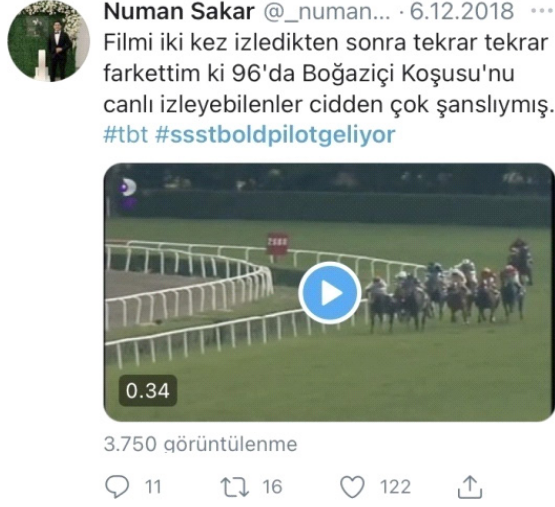 Numan Sakar @_numan... · 6.12.2018 ...
Filmi iki kez izledikten sonra tekrar tekrar
farkettim ki 96'da Boğaziçi Koşusu'nu
canlı izleyebilenler cidden çok şanslıymış.
#tbt #ssstboldpilotgeliyor
0.34
3.750 görüntülenme
11 16 122